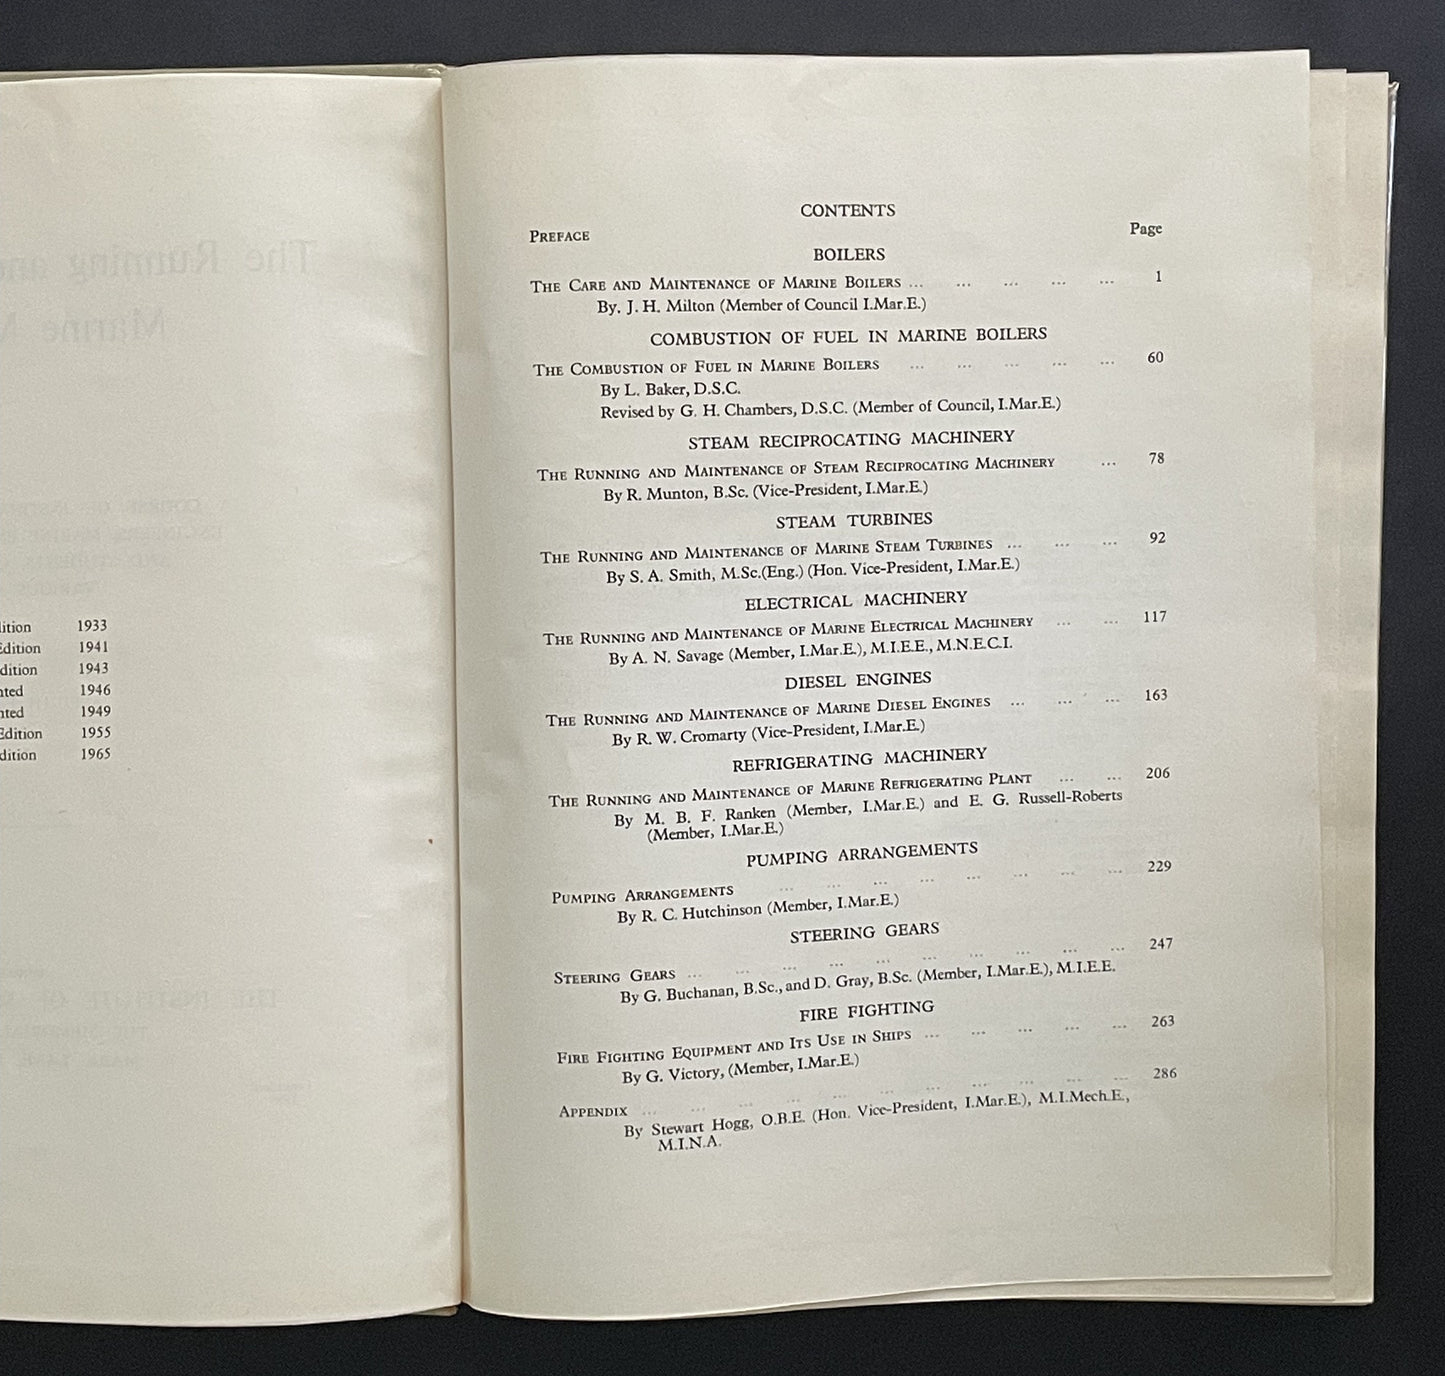 ition 1933
Edition 1941
dition 1943
nted 1946
nted 1949
Edition 1955
dition 1965
CONTENTS
PREFACE Page
BOILERS
THE CARE AND MAINTENANCE OF MARINE BOILERS ... ... ... ... ... 1
By. J. H. Milton (Member of Council I.Mar.E.)
COMBUSTION OF FUEL IN MARINE BOILERS
THE COMBUSTION OF FUEL IN MARINE BOILERS ... ... ... ... ... 60
By L. Baker, D.S.C.
Revised by G. H. Chambers, D.S.C. (Member of Council, I.Mar.E.)
STEAM RECIPROCATING MACHINERY
THE RUNNING AND MAINTENANCE OF STEAM RECIPROCATING MACHINERY ... 78
By R. Munton, B.Sc. (Vice-President, I.Mar.E.)
STEAM TURBINES
THE RUNNING AND MAINTENANCE OF MARINE STEAM TURBINES ... ... ... 92
By S. A. Smith, M.Sc.(Eng.) (Hon. Vice-President, I.Mar.E.)
ELECTRICAL MACHINERY
THE RUNNING AND MAINTENANCE OF MARINE ELECTRICAL MACHINERY ... ... 117
By A. N. Savage (Member, I.Mar.E.), M.I.E.E., M.N.E.C.I.
DIESEL ENGINES
THE RUNNING AND MAINTENANCE OF MARINE DIESEL ENGINES ... ... ... 163
By R. W. Cromarty (Vice-President, I.Mar.E.)
REFRIGERATING MACHINERY
THE RUNNING AND MAINTENANCE OF MARINE REFRIGERATING PLANT ... ... 206
By M. B. F. Ranken (Member, I.Mar.E.) and E. G. Russell-Roberts
(Member, I.Mar.E.)
PUMPING ARRANGEMENTS
PUMPING ARRANGEMENTS ... ... ... ... ... ... ... ... 229
By R. C. Hutchinson (Member, I.Mar.E.)
STEERING GEARS
STEERING GEARS ... ... ... ... ... ... ... ... ... ... 247
By G. Buchanan, B.Sc., and D. Gray, B.Sc. (Member, I.Mar.E.), M.I.E.E.
FIRE FIGHTING
FIRE FIGHTING EQUIPMENT AND ITS USE IN SHIPS ... ... ... ... ... 263
By G. Victory, (Member, I.Mar.E.)
APPENDIX ... ... ... ... ... ... ... ... ... ... ... 286
By Stewart Hogg, O.B.E. (Hon. Vice-President, I.Mar.E.), M.I.Mech.E.,
M.I.N.A.